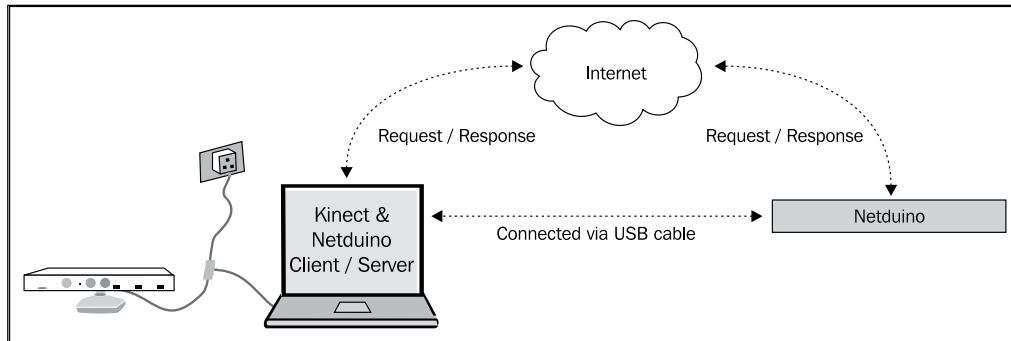 Internet
Request / Response
Request / Response
Kinect &
Netduino
Client / Server
Connected via USB cable
Netduino